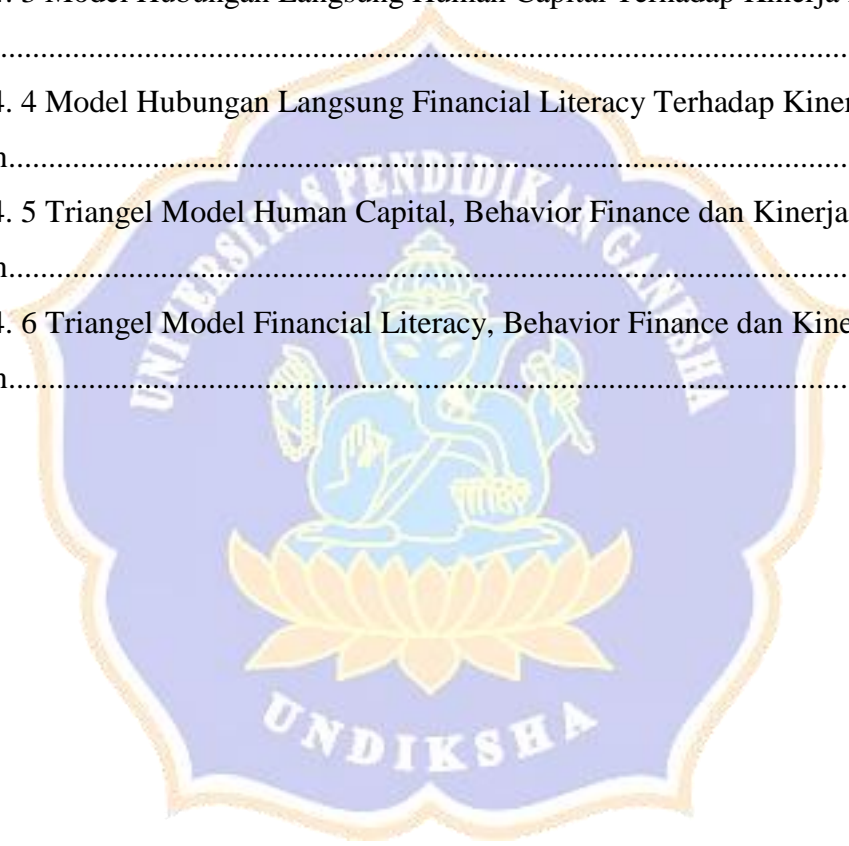 . 3 Model Hubungan Langsung Human Capital Terhadap Kinerja
........................................................................................................
4. 4 Model Hubungan Langsung Financial Literacy Terhadap Kiner
n.......................................................................................................
4. 5 Triangel Model Human Capital, Behavior Finance dan Kinerja
n.......................................................................................................
4. 6 Triangel Model Financial Literacy, Behavior Finance dan Kine
n.......................................................................................................
UNIVERSITAS PENDIDIKAN GANESHA
UNDIKSHA